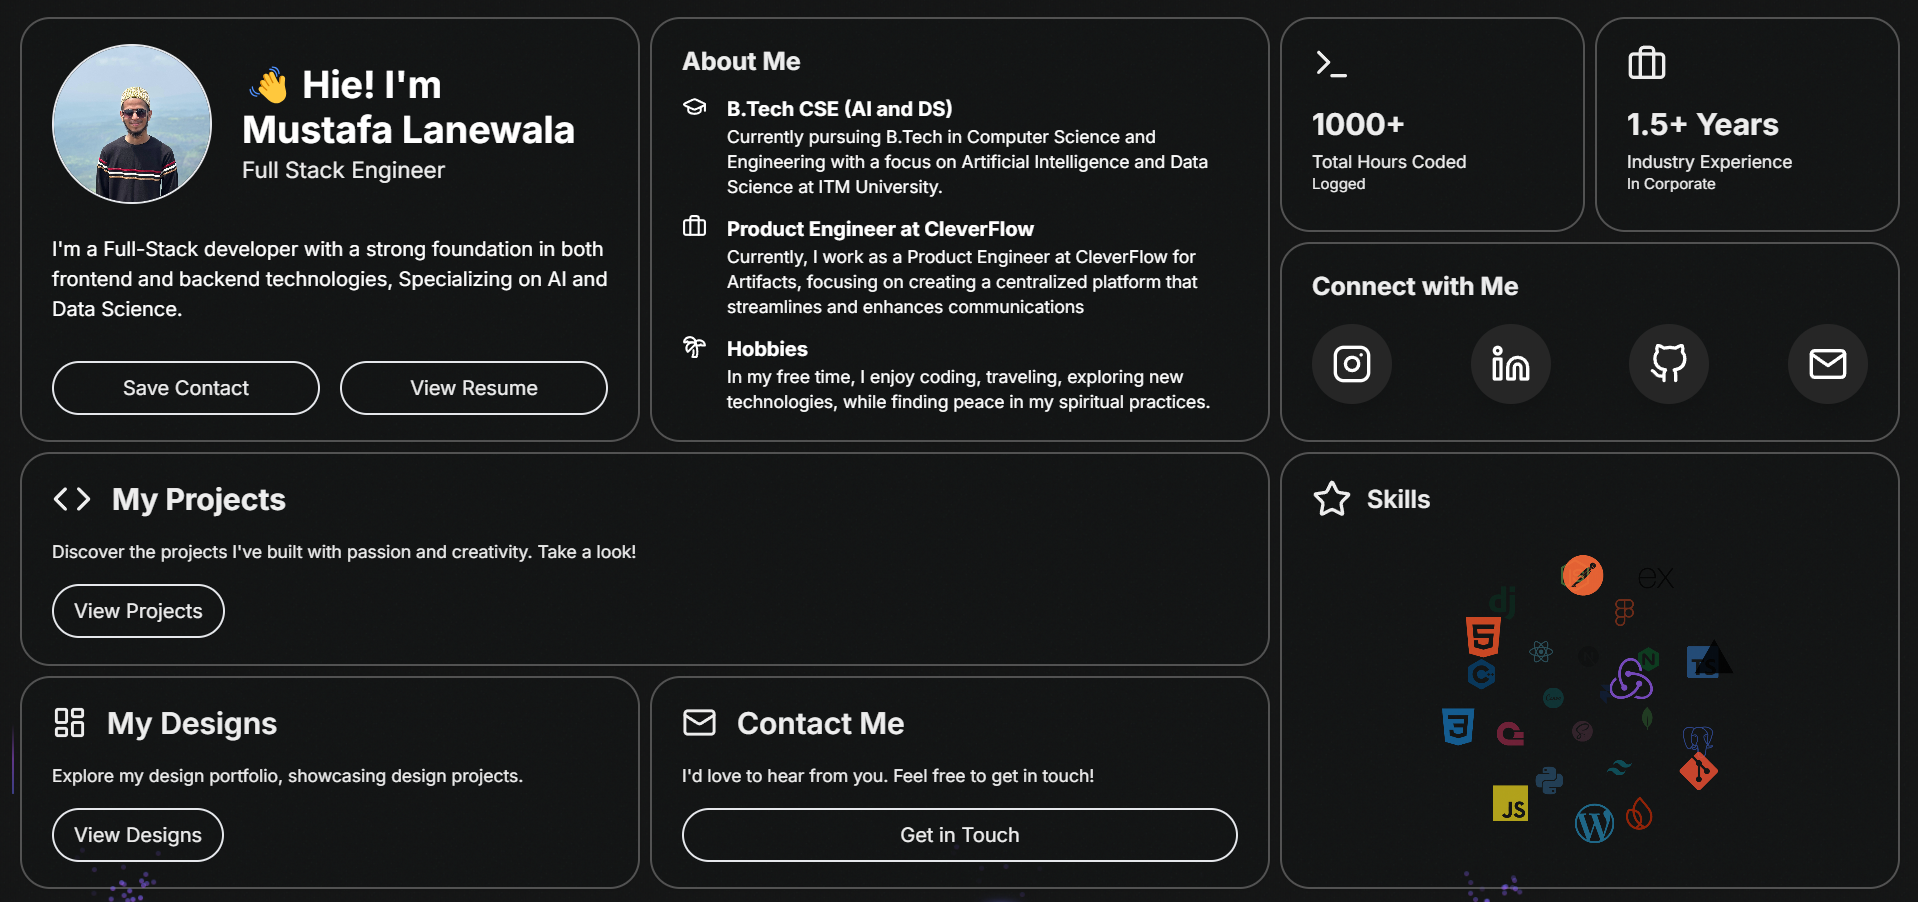 👋 Hie! I'm
Mustafa Lanewala
Full Stack Engineer
I'm a Full-Stack developer with a strong foundation in both
frontend and backend technologies, Specializing on AI and
Data Science.
Save Contact
View Resume
About Me
B.Tech CSE (AI and DS)
Currently pursuing B.Tech in Computer Science and
Engineering with a focus on Artificial Intelligence and Data
Science at ITM University.
Product Engineer at CleverFlow
Currently, I work as a Product Engineer at CleverFlow for
Artifacts, focusing on creating a centralized platform that
streamlines and enhances communications
Hobbies
In my free time, I enjoy coding, traveling, exploring new
technologies, while finding peace in my spiritual practices.
1000+
Total Hours Coded
Logged
1.5+ Years
Industry Experience
In Corporate
Connect with Me
My Projects
Discover the projects I've built with passion and creativity. Take a look!
View Projects
My Designs
Explore my design portfolio, showcasing design projects.
View Designs
Contact Me
I'd love to hear from you. Feel free to get in touch!
Get in Touch
Skills
ex
dj
TS
JS